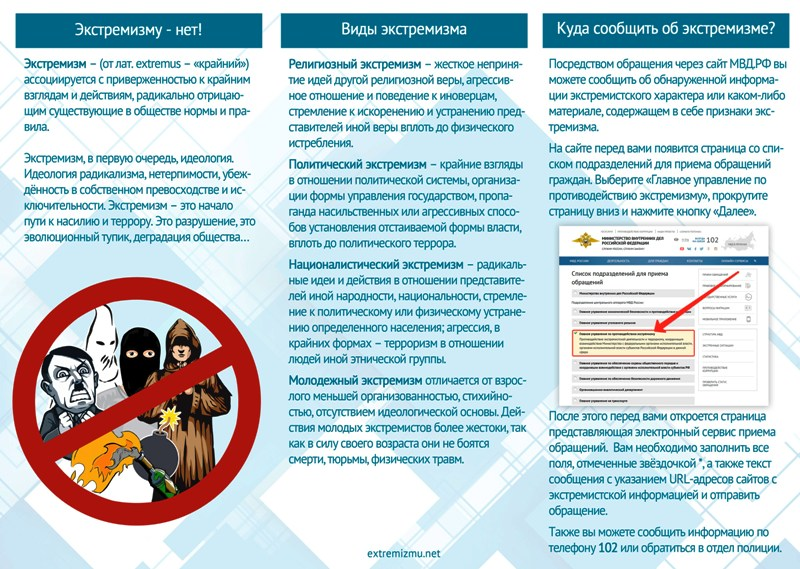 Экстремизму - нет!
Экстремизм – (от лат. extremus – «крайний»)
ассоциируется с приверженностью к крайним
взглядам и действиям, радикально отрицаю-
щим существующие в обществе нормы и пра-
вила.
Экстремизм, в первую очередь, идеология.
Идеология радикализма, нетерпимости, убеж-
дённость в собственном превосходстве и ис-
ключительности. Экстремизм – это начало
пути к насилию и террору. Это разрушение, это
эволюционный тупик, деградация общества...
Виды экстремизма
Религиозный экстремизм – жесткое неприня-
тие идей другой религиозной веры, агрессив-
ное отношение и поведение к иноверцам,
стремление к искоренению и устранению пред-
ставителей иной веры вплоть до физического
истребления.
Политический экстремизм – крайние взгляды
в отношении политической системы, организа-
ции формы управления государством, пропа-
ганда насильственных или агрессивных спосо-
бов установления отстаиваемой формы власти,
вплоть до политического террора.
Националистический экстремизм – радикаль-
ные идеи и действия в отношении представите-
лей иной народности, национальности, стремле-
ние к политическому или физическому устра-
нению определенного населения; агрессия, в
крайних формах – терроризм в отношении
людей иной этнической группы.
Молодежный экстремизм отличается от взрос-
лого меньшей организованностью, стихийно-
стью, отсутствием идеологической основы. Дей-
ствия молодых экстремистов более жестоки, так
как в силу своего возраста они не боятся
смерти, тюрьмы, физических травм.
extremizmu.net
Куда сообщить об экстремизме?
Посредством обращения через сайт МВД.РФ вы
можете сообщить об обнаруженной информа-
ции экстремистского характера или каком-либо
материале, содержащем в себе признаки экс-
тремизма.
На сайте перед вами появится страница со спи-
ском подразделений для приема обращений
граждан. Выберите «Главное управление по
противодействию экстремизму», прокрутите
страницу вниз и нажмите кнопку «Далее».
МИНИСТЕРСТВО ВНУТРЕННИХ ДЕЛ
РОССИЙСКОЙ ФЕДЕРАЦИИ
102
Список подразделений для приема
обращений
После этого перед вами откроется страница
представляющая электронный сервис приема
обращений. Вам необходимо заполнить все
поля, отмеченные звёздочкой *, а также текст
сообщения с указанием URL-адресов сайтов с
экстремистской информацией и отправить
обращение.
Также вы можете сообщить информацию по
телефону 102 или обратиться в отдел полиции.